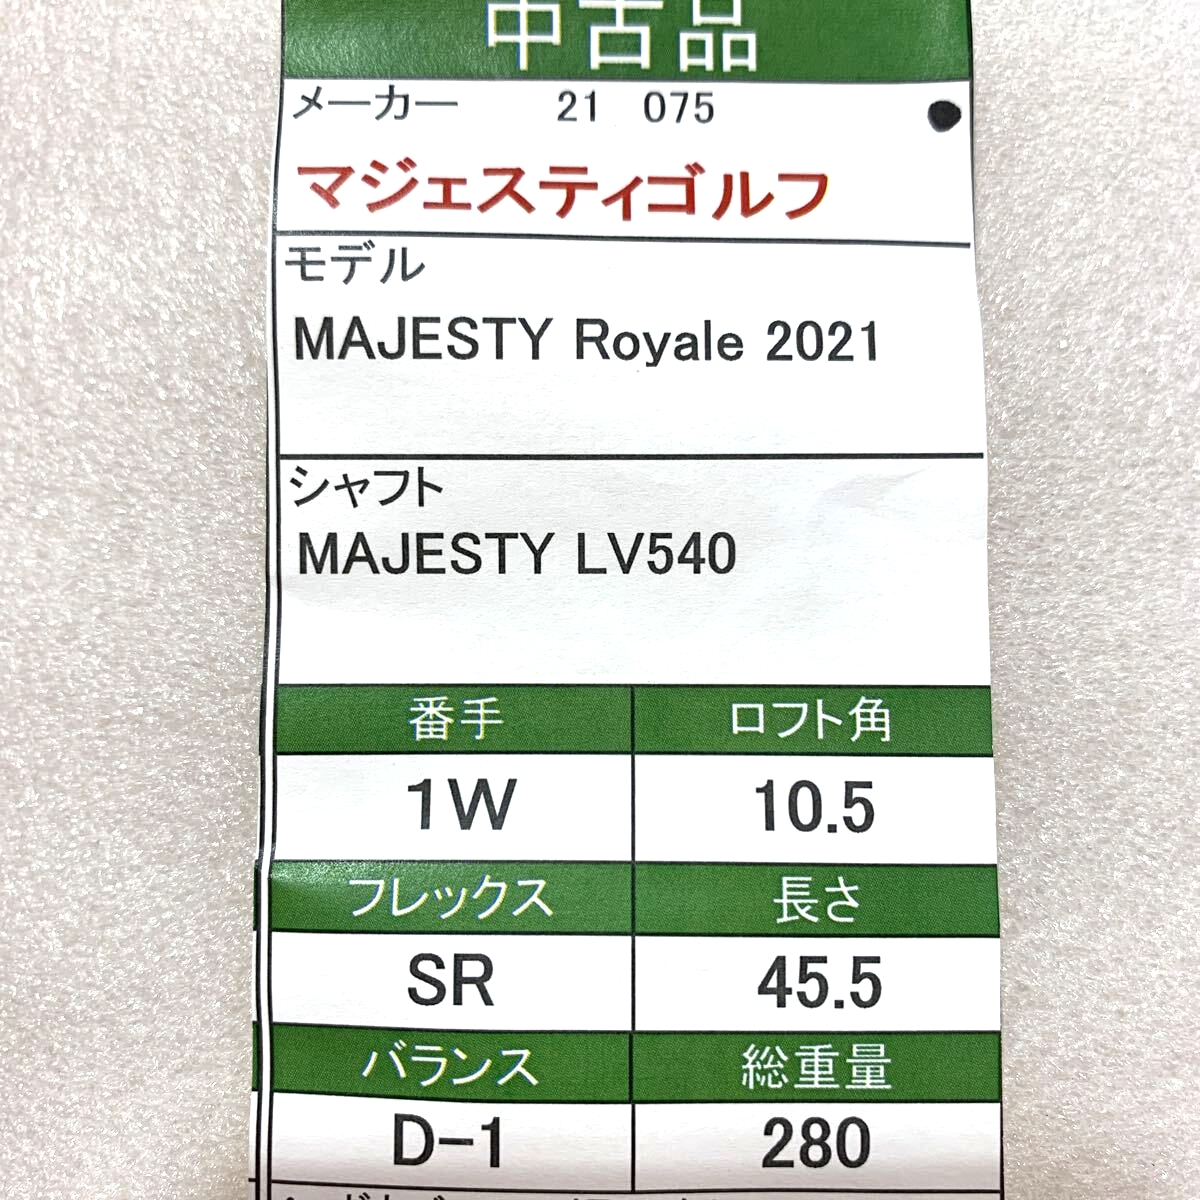 中古品
メーカー 21 075
マジェスティゴルフ
モデル
MAJESTY Royale 2021
シャフト
MAJESTY LV540
番手 ロフト角
1W 10.5
フレックス 長さ
SR 45.5
バランス 総重量
D-1 280